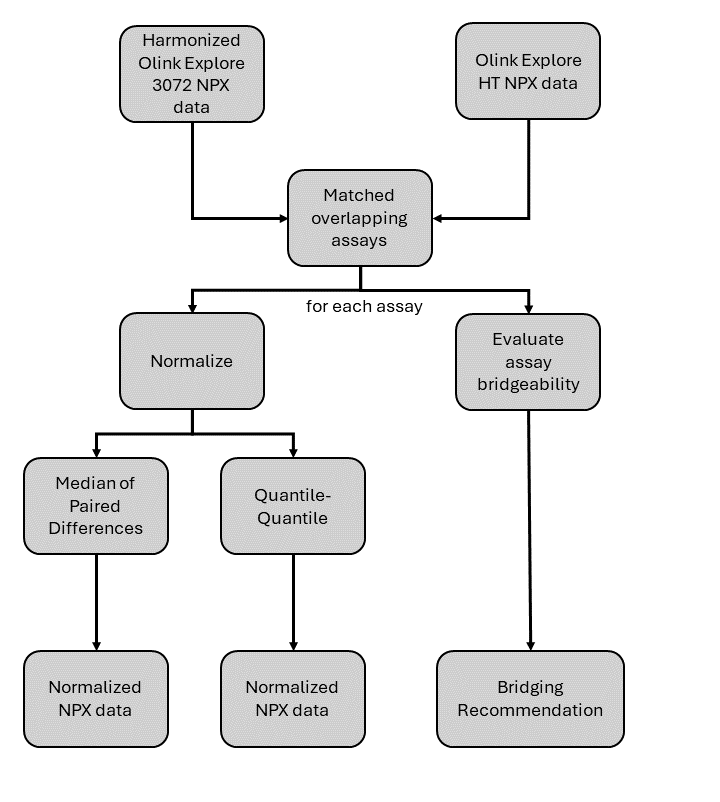 Harmonized
Olink Explore
3072 NPX
data
Olink Explore
HT NPX data
Matched
overlapping
assays
for each assay
Normalize
Evaluate
assay
bridgeability
Median of
Paired
Differences
Quantile-
Quantile
Normalized
NPX data
Normalized
NPX data
Bridging
Recommendation